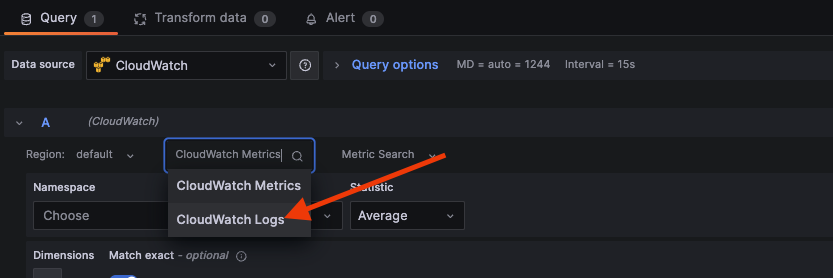 Query 1 Transform data 0 Alert 0
Data source CloudWatch Query options MD = auto = 1244 Interval = 15s
A (CloudWatch)
Region: default CloudWatch Metrics Metric Search
CloudWatch Metrics
CloudWatch Logs
Namespace Statistic
Choose Average
Dimensions Match exact - optional